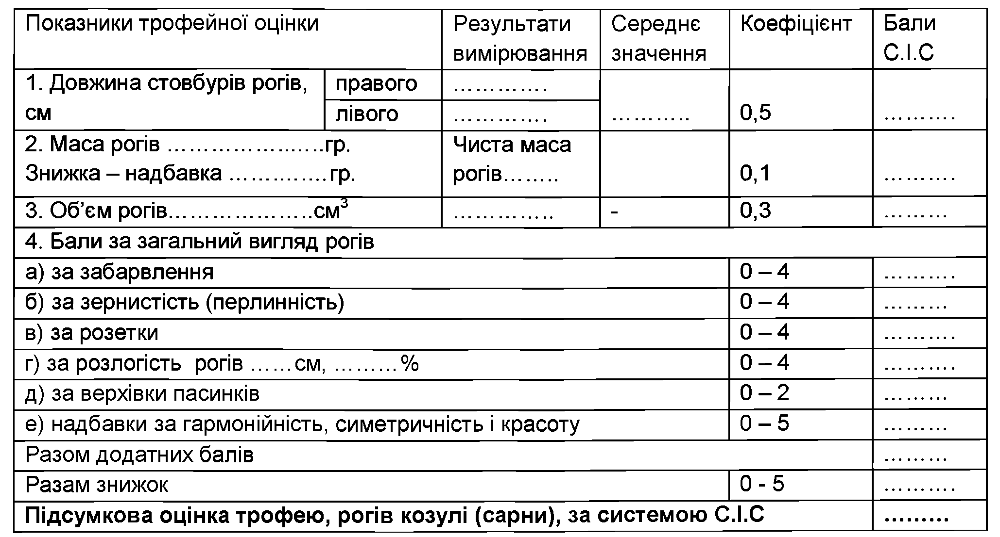 Показники трофейної оцінки
Результати вимірювання
Середнє значення
Коефіцієнт
Бали С.І.С
1. Довжина стовбурів рогів, см
правого
………….
лівого
………….
………..
0,5
……….
2. Маса рогів ……………..…..гр.
Знижка – надбавка …….…….гр.
Чиста маса рогів……..
0,1
……….
3. Об’єм рогів………………..см³
…………..
-
0,3
………
4. Бали за загальний вигляд рогів
а) за забарвлення
0 – 4
……….
б) за зернистість (перлинність)
0 – 4
………
в) за розетки
0 – 4
……….
г) за розлогість рогів ……см, ………%
0 – 4
……….
д) за верхівки пасинків
0 – 2
………
е) надбавки за гармонійність, симетричність і красоту
0 – 5
………
Разом додатних балів
………
Разам знижок
0 - 5
……….
Підсумкова оцінка трофею, рогів козулі (сарни), за системою С.І.С
………